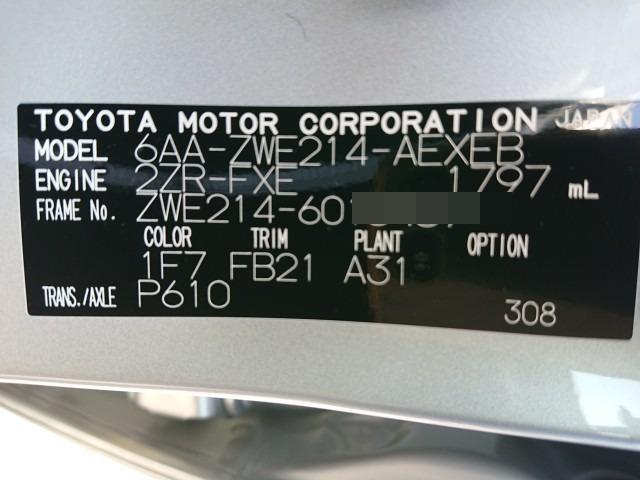 TOYOTA MOTOR CORPORATION JAPAN
MODEL 6AA-ZWE214-AEXEB
ENGINE 2ZR-FXE 1797 mL
FRAME No. ZWE214-601
COLOR TRIM PLANT OPTION
1F7 FB21 A31
TRANS./AXLE P610
308